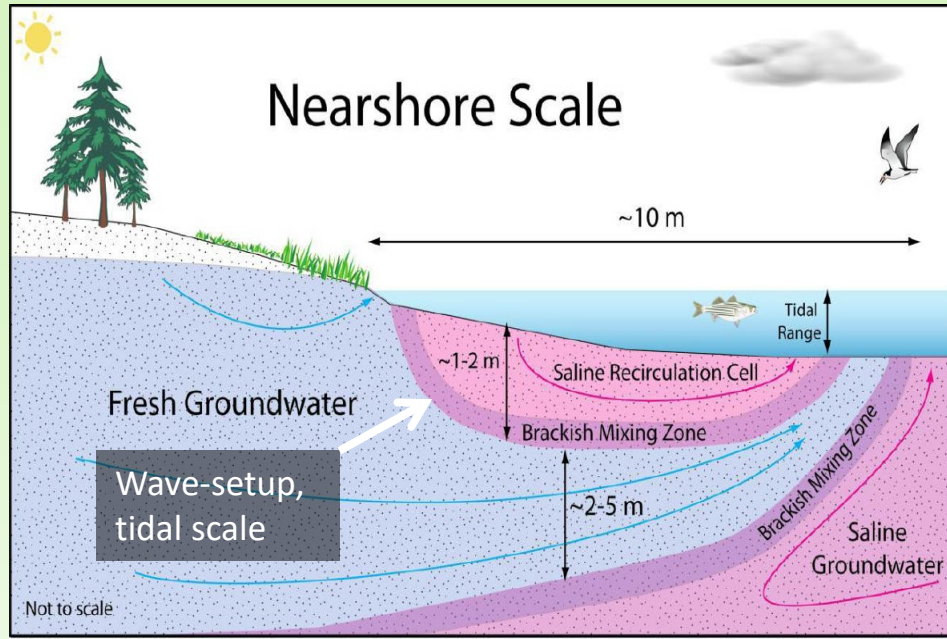 Nearshore Scale
~10 m
Tidal
Range
~1-2 m
Saline Recirculation Cell
Fresh Groundwater
Brackish Mixing Zone
Wave-setup,
tidal scale
~2-5 m
Brackish Mixing Zone
Saline
Groundwater
Not to scale